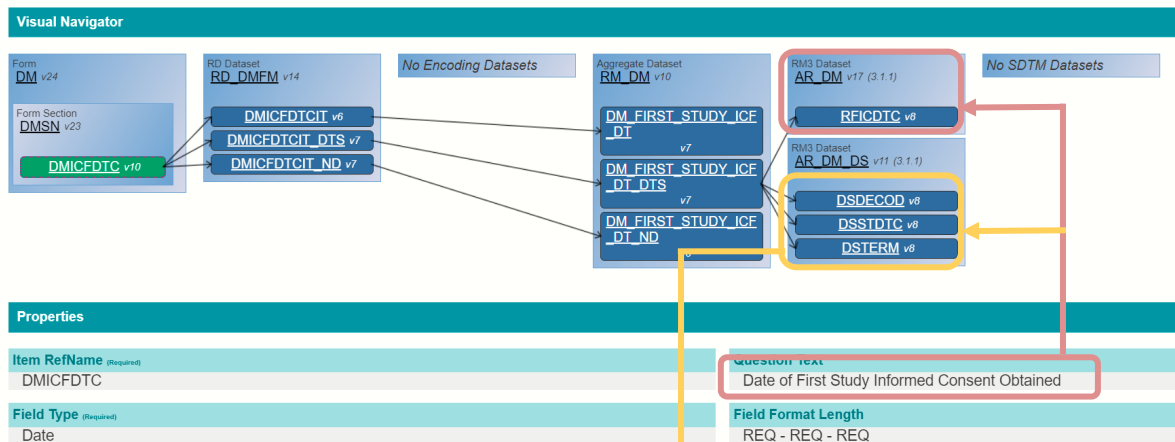 Visual Navigator
Form
DM v24
Form Section
DMSN v23
DMICFDTC v10
RD Dataset
RD_DMFM v14
DMICFDTCIT v6
DMICFDTCIT_DTS v7
DMICFDTCIT_ND v7
No Encoding Datasets
Aggregate Dataset
RM_DM v10
DM_FIRST_STUDY_ICF
_DT
v7
DM_FIRST_STUDY_ICF
_DT_DTS
v7
DM_FIRST_STUDY_ICF
_DT_ND
RM3 Dataset
AR_DM v17 (3.1.1)
RFICDTC v8
RM3 Dataset
AR_DM_DS v11 (3.1.1)
DSDECOD v8
DSSTDTC v8
DSTERM v8
No SDTM Datasets
Properties
Item RefName (Required)
DMICFDTC
Question Text
Date of First Study Informed Consent Obtained
Field Type (Required)
Date
Field Format Length
REQ - REQ - REQ